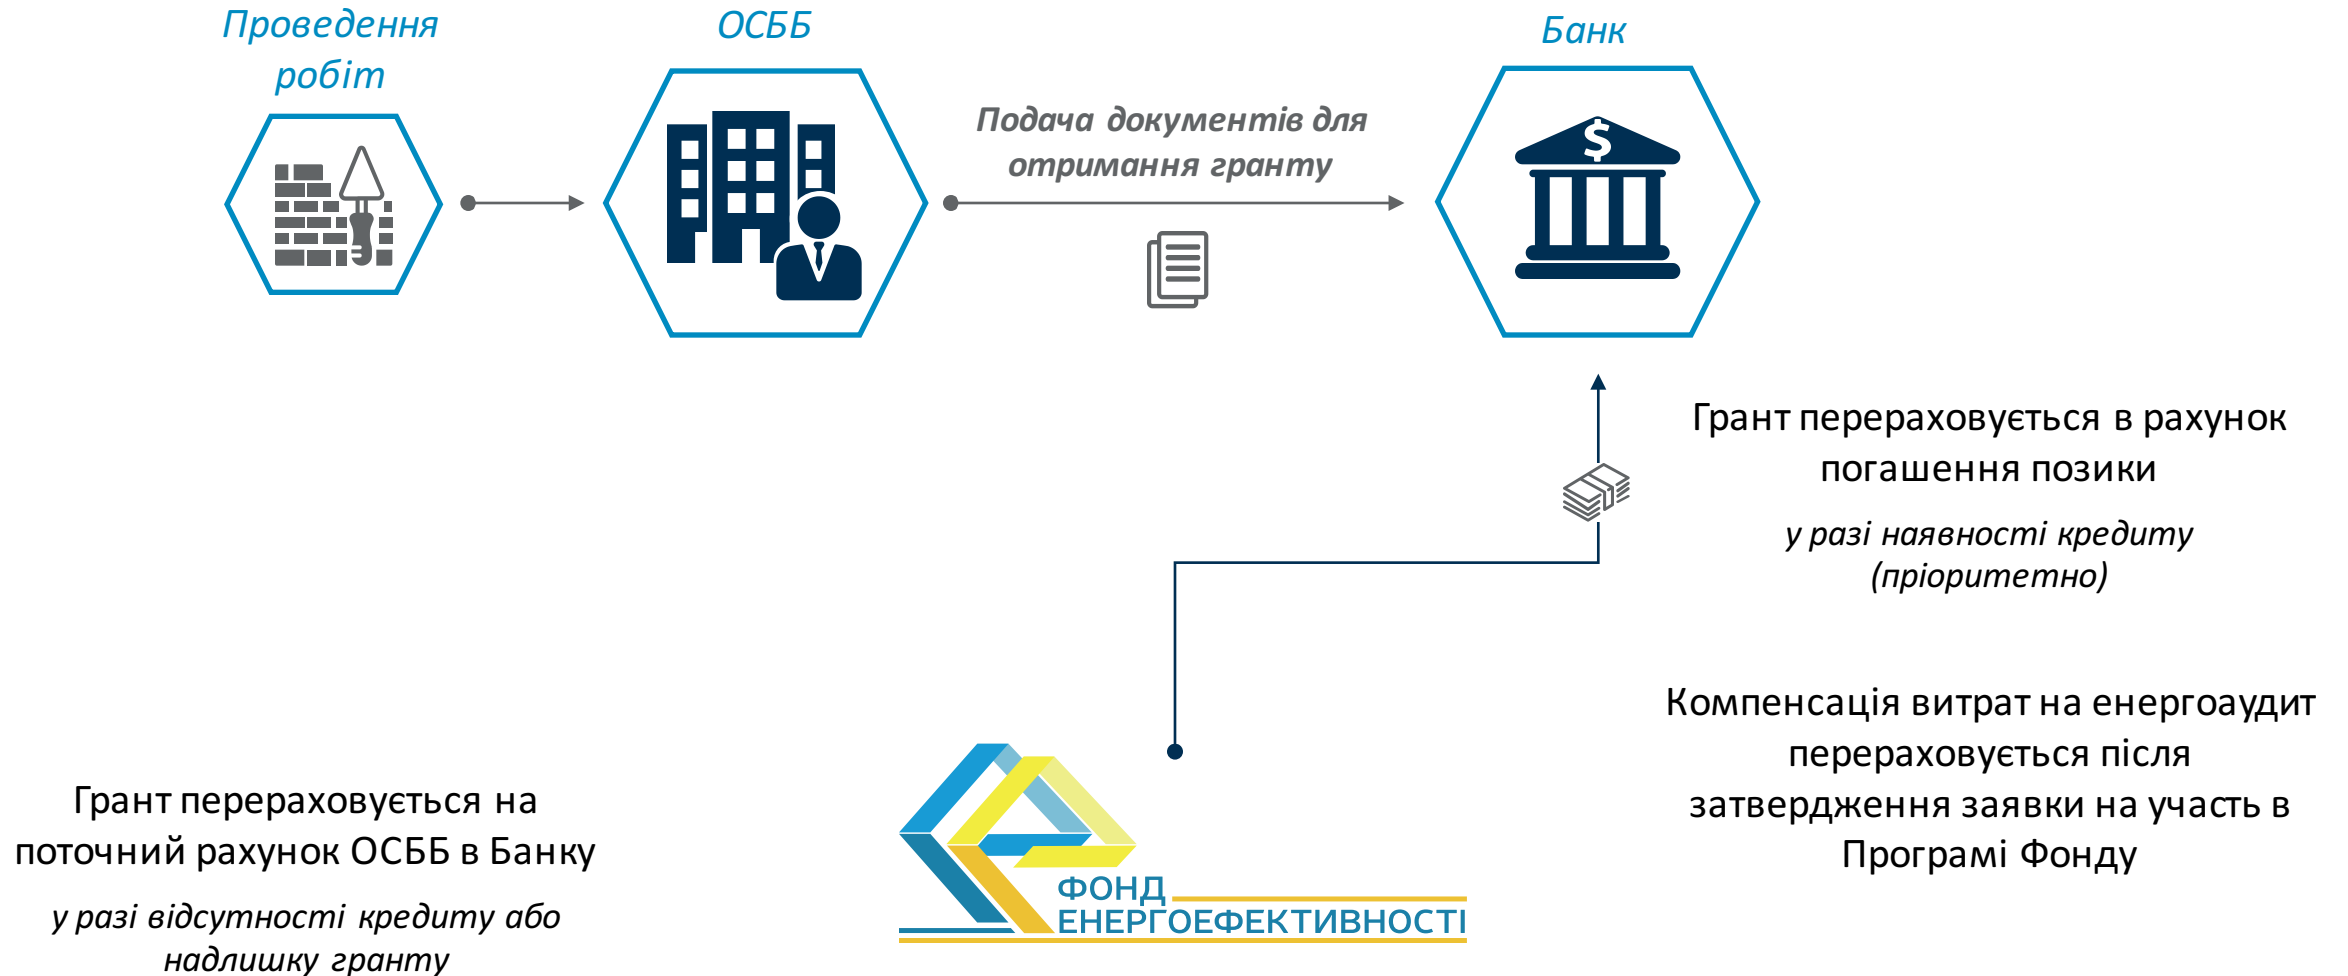 Проведення
робіт
ОСББ
Банк
Подача документів для
отримання гранту
$
Грант перераховується в рахунок
погашення позики
у разі наявності кредиту
(пріоритетно)
Компенсація витрат на енергоаудит
перераховується після
затвердження заявки на участь в
Програмі Фонду
Грант перераховується на
поточний рахунок ОСББ в Банку
у разі відсутності кредиту або
надлишку гранту
ФОНД
ЕНЕРГОЕФЕКТИВНОСТІ